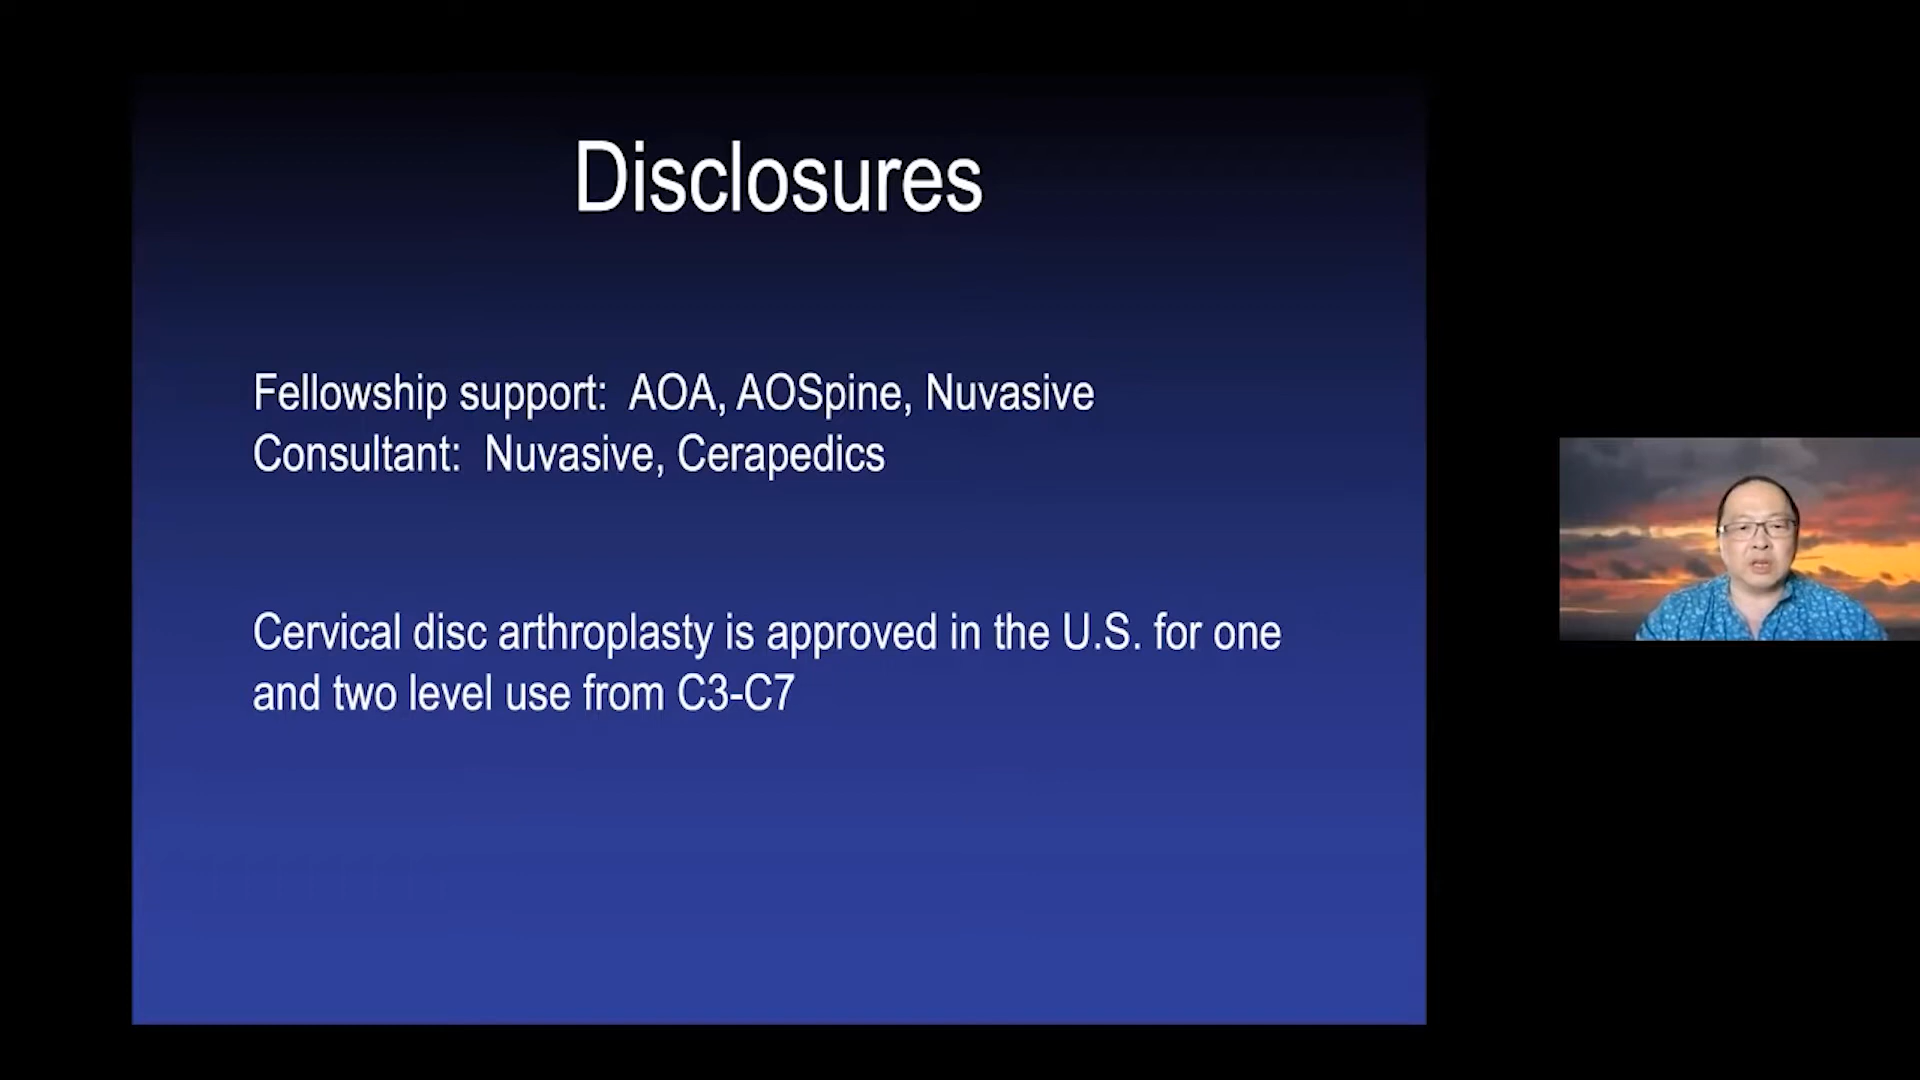 Disclosures
Fellowship support:  AOA, AOSpine, Nuvasive
Consultant:  Nuvasive, Cerapedics
Cervical disc arthroplasty is approved in the U.S. for one
and two level use from C3-C7